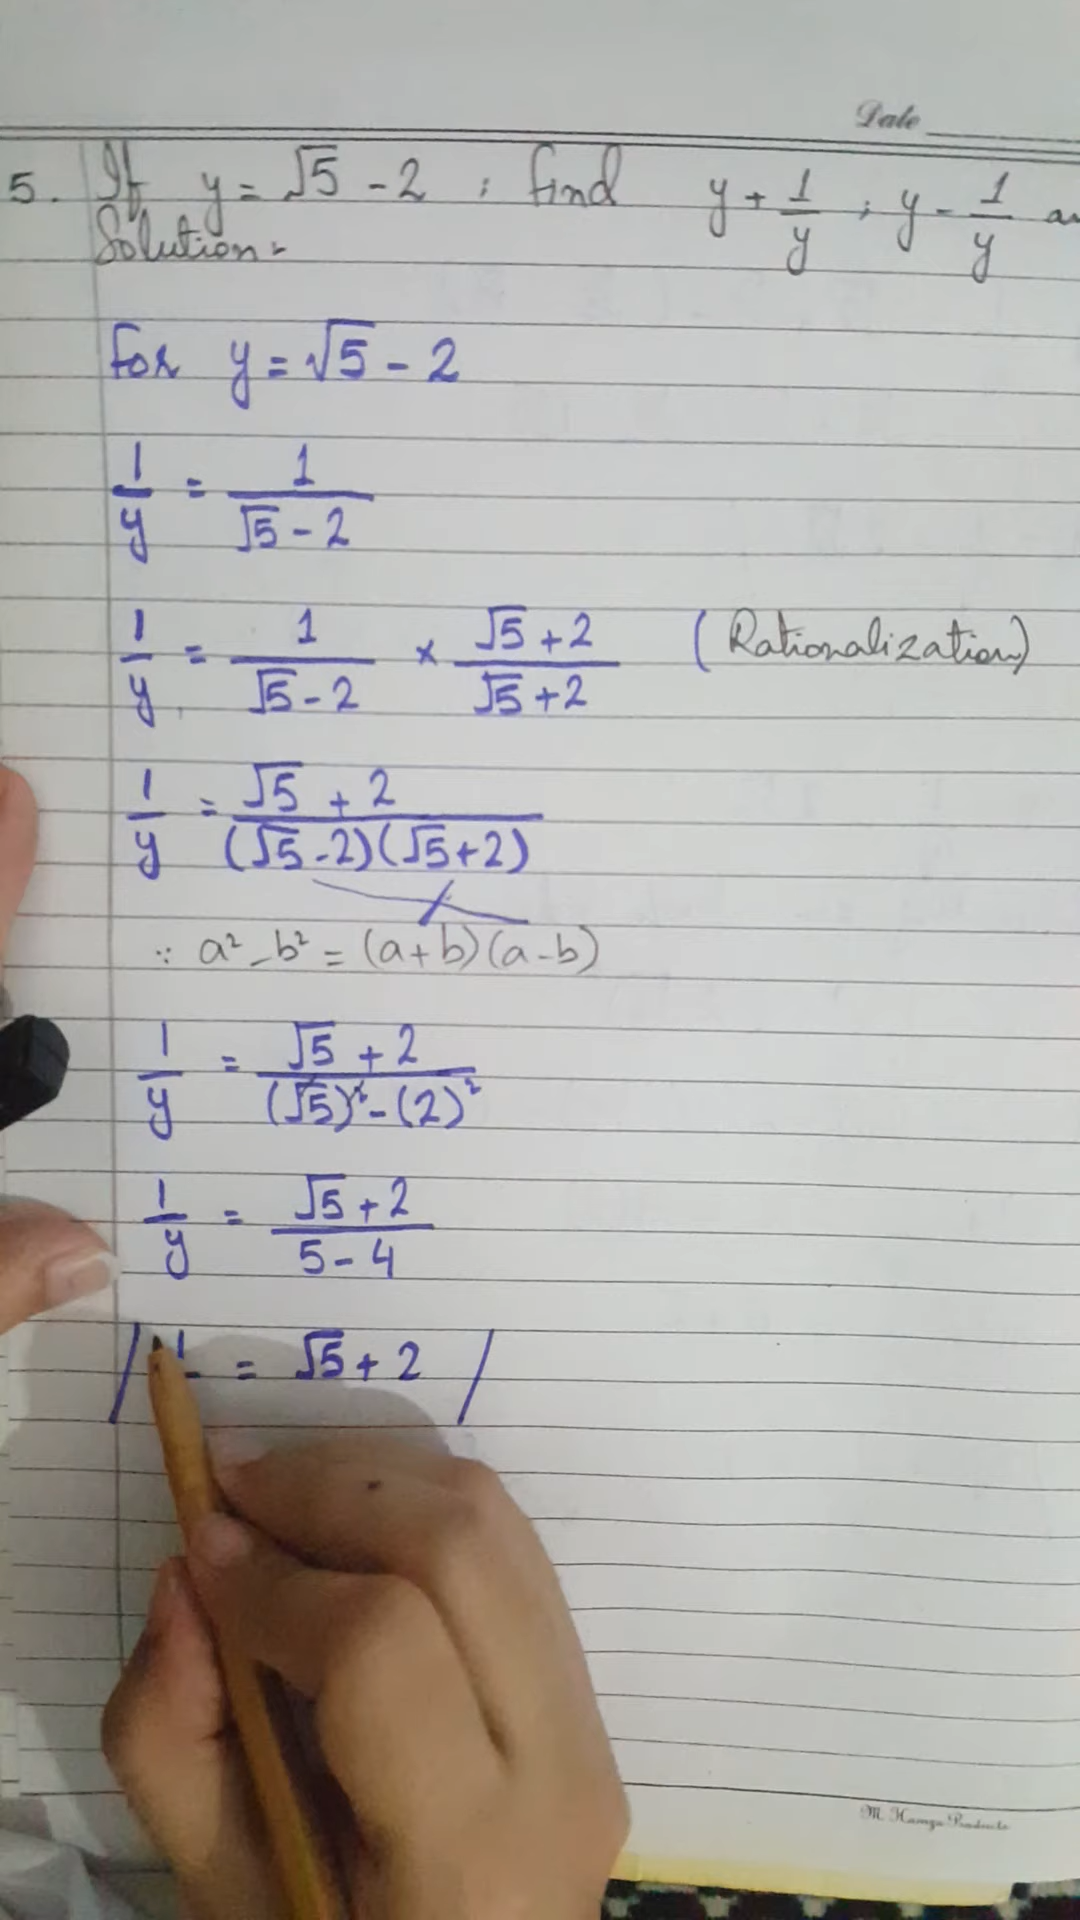 Date
5. If y = √5 - 2 ; find y + 1/y ; y - 1/y
Solution:-
For y = √5 - 2
1/y = 1/(√5 - 2)
1/y = 1/(√5 - 2) × (√5 + 2)/(√5 + 2) (Rationalization)
1/y = (√5 + 2)/((√5 - 2)(√5 + 2))
∵ a² - b² = (a + b)(a - b)
1/y = (√5 + 2)/((√5)² - (2)²)
1/y = (√5 + 2)/(5 - 4)
= √5 + 2
M. Hamza Products